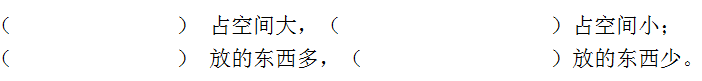 （　　　　　　　　） 占空间大，（　　　　　　　　　　）占空间小；
（　　　　　　　　） 放的东西多，（　　　　　　　　　）放的东西少。